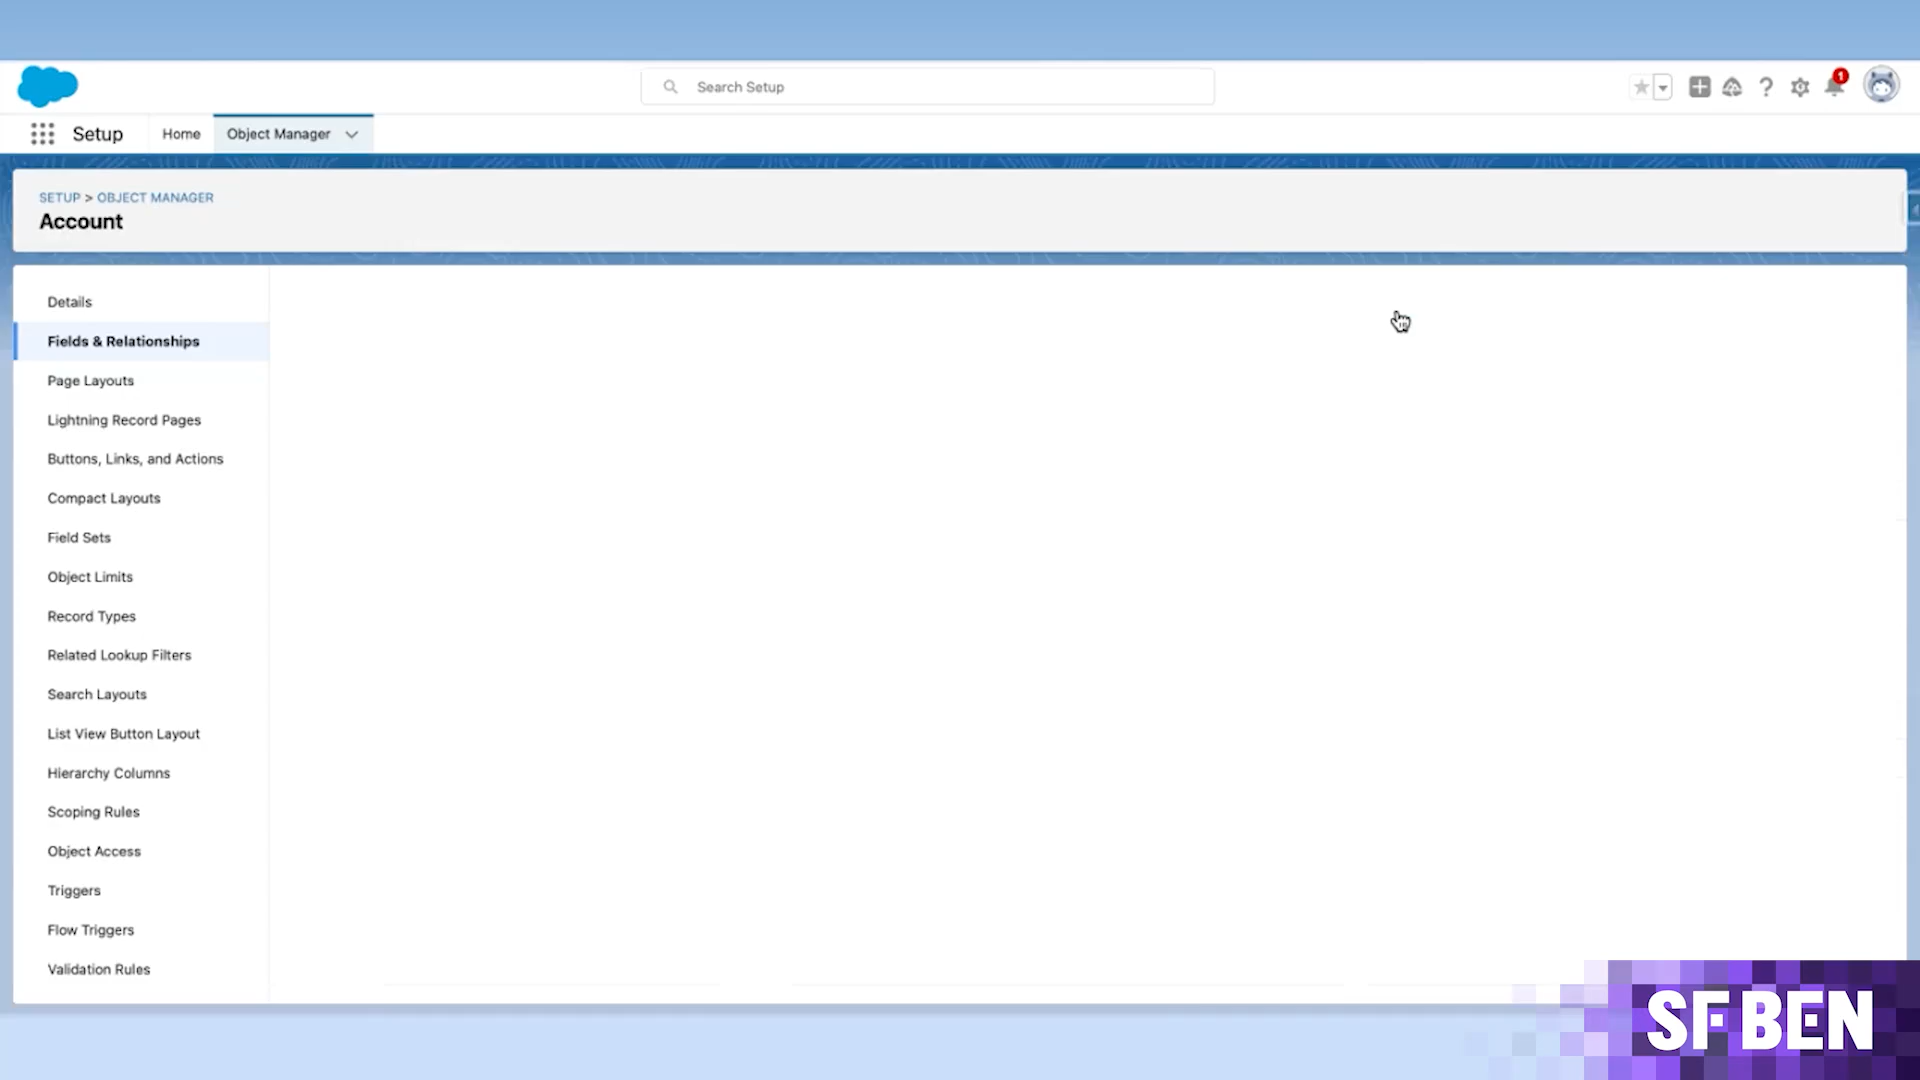 Search Setup
1
Setup
Home
Object Manager
SETUP > OBJECT MANAGER
Account
Details
Fields & Relationships
Page Layouts
Lightning Record Pages
Buttons, Links, and Actions
Compact Layouts
Field Sets
Object Limits
Record Types
Related Lookup Filters
Search Layouts
List View Button Layout
Hierarchy Columns
Scoping Rules
Object Access
Triggers
Flow Triggers
Validation Rules
SF BEN